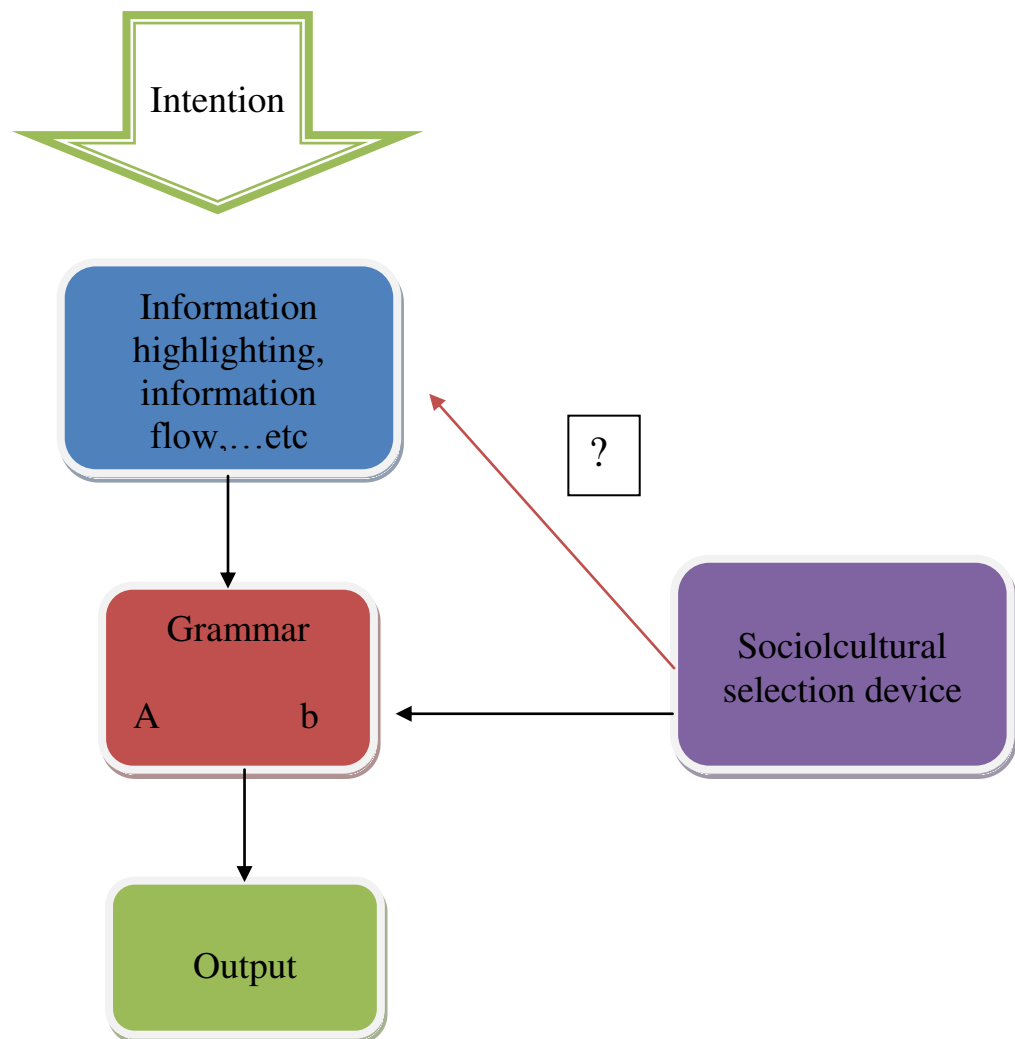 Intention
Information
highlighting,
information
flow,…etc
?
Grammar
A b
Sociolcultural
selection device
Output